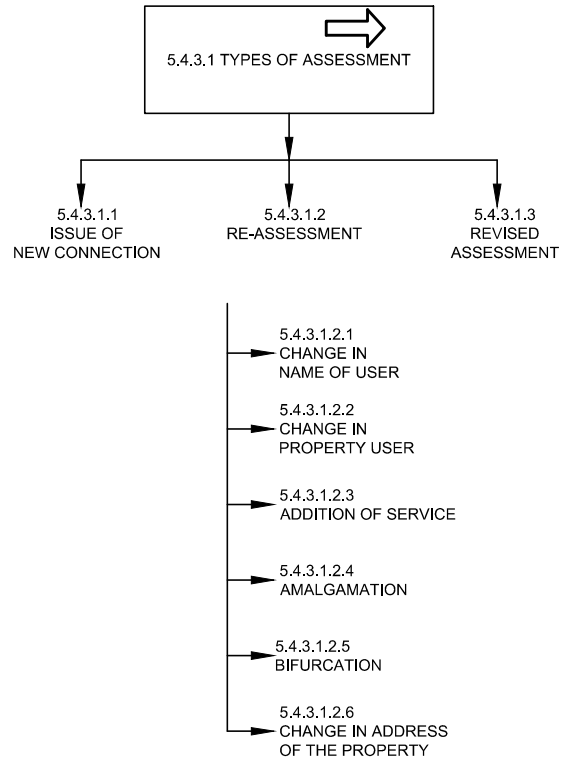 5.4.3.1 TYPES OF ASSESSMENT
5.4.3.1.1
ISSUE OF
NEW CONNECTION
5.4.3.1.2
RE-ASSESSMENT
5.4.3.1.3
REVISED
ASSESSMENT
5.4.3.1.2.1
CHANGE IN
NAME OF USER
5.4.3.1.2.2
CHANGE IN
PROPERTY USER
5.4.3.1.2.3
ADDITION OF SERVICE
5.4.3.1.2.4
AMALGAMATION
5.4.3.1.2.5
BIFURCATION
5.4.3.1.2.6
CHANGE IN ADDRESS
OF THE PROPERTY